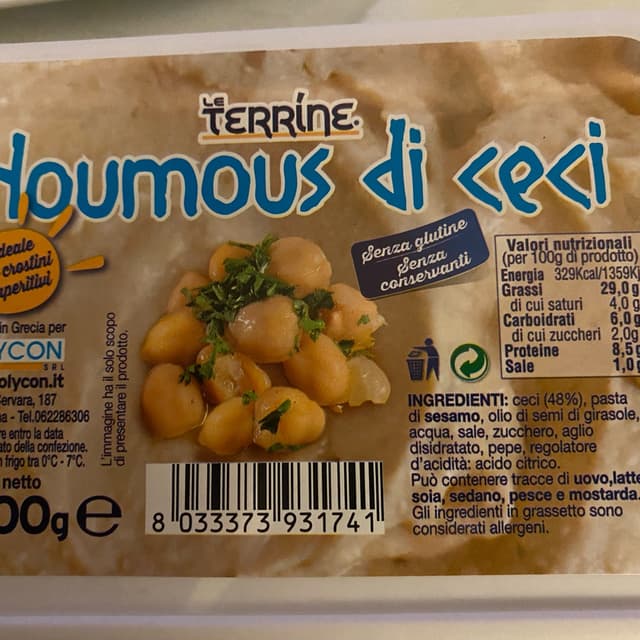 LE
TERRINE.
Houmous di ceci
ideale
crostini
aperitivi
Senza glutine
Senza
conservanti
Valori nutrizionali
(per 100g di prodotto)
Energia 329Kcal/1359K
Grassi 29,0g
di cui saturi 4,0g
Carboidrati 6,0g
di cui zuccheri 2,0g
Proteine 8,5g
Sale 1,0g
in Grecia per
YCON
SRL
olycon.it
Servara, 187
a - Tel.062286306
re entro la data
ato della confezione.
n frigo tra 0°C - 7°C.
netto
00g e
L'immagine ha il solo scopo
di presentare il prodotto.
8 033373 931741
INGREDIENTI: ceci (48%), pasta
di sesamo, olio di semi di girasole,
acqua, sale, zucchero, aglio
disidratato, pepe, regolatore
d'acidità: acido citrico.
Può contenere tracce di uovo,latte
soia, sedano, pesce e mostarda.
Gli ingredienti in grassetto sono
considerati allergeni.